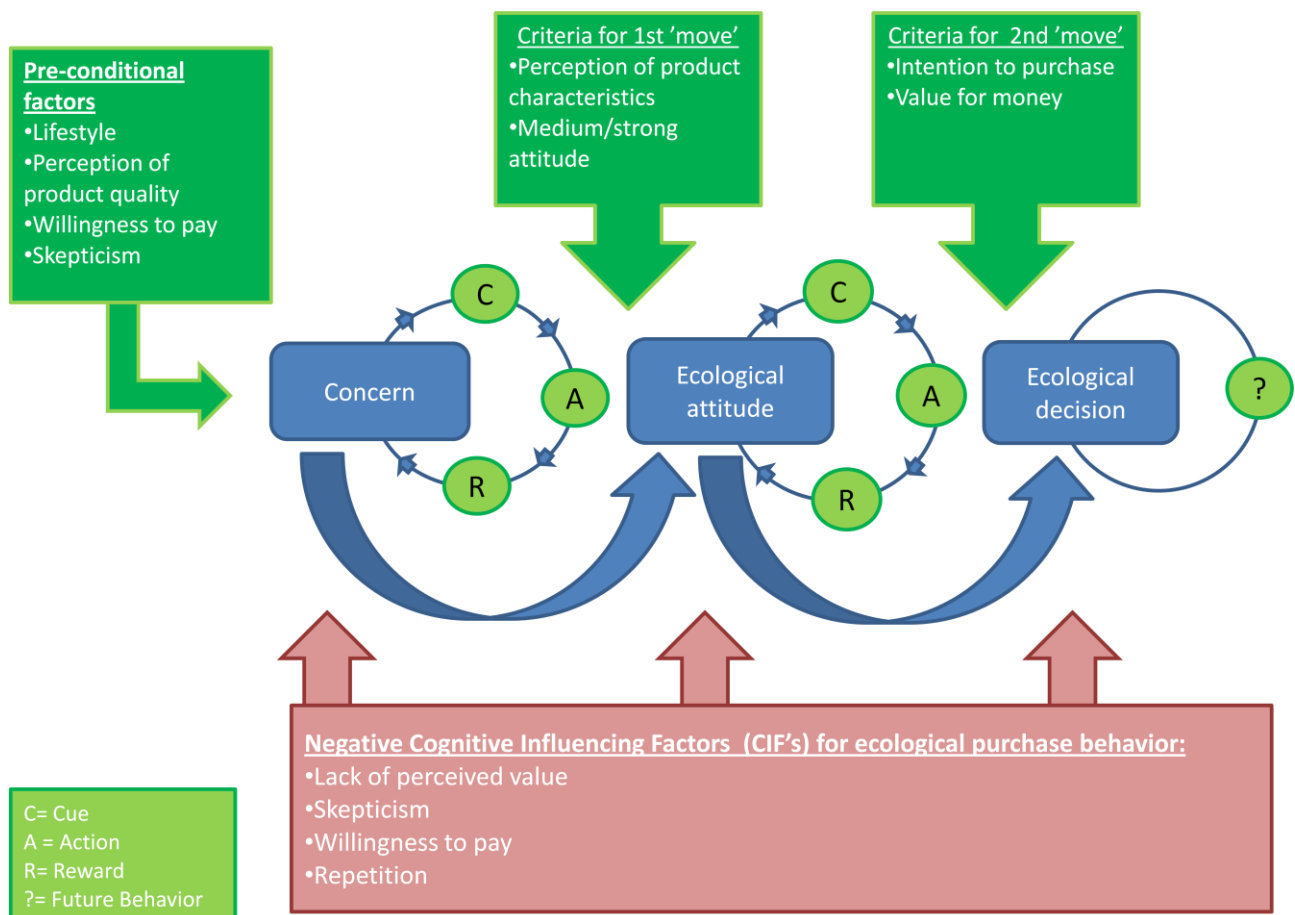 Pre-conditional
factors
•Lifestyle
•Perception of
product quality
•Willingness to pay
•Skepticism
Criteria for 1st ’move’
•Perception of product
characteristics
•Medium/strong
attitude
Criteria for  2nd ’move’
•Intention to purchase
•Value for money
C
A
R
Concern
C
A
R
Ecological
attitude
Ecological
decision
?
Negative Cognitive Influencing Factors  (CIF’s) for ecological purchase behavior:
•Lack of perceived value
•Skepticism
•Willingness to pay
•Repetition
C= Cue
A = Action
R= Reward
?= Future Behavior